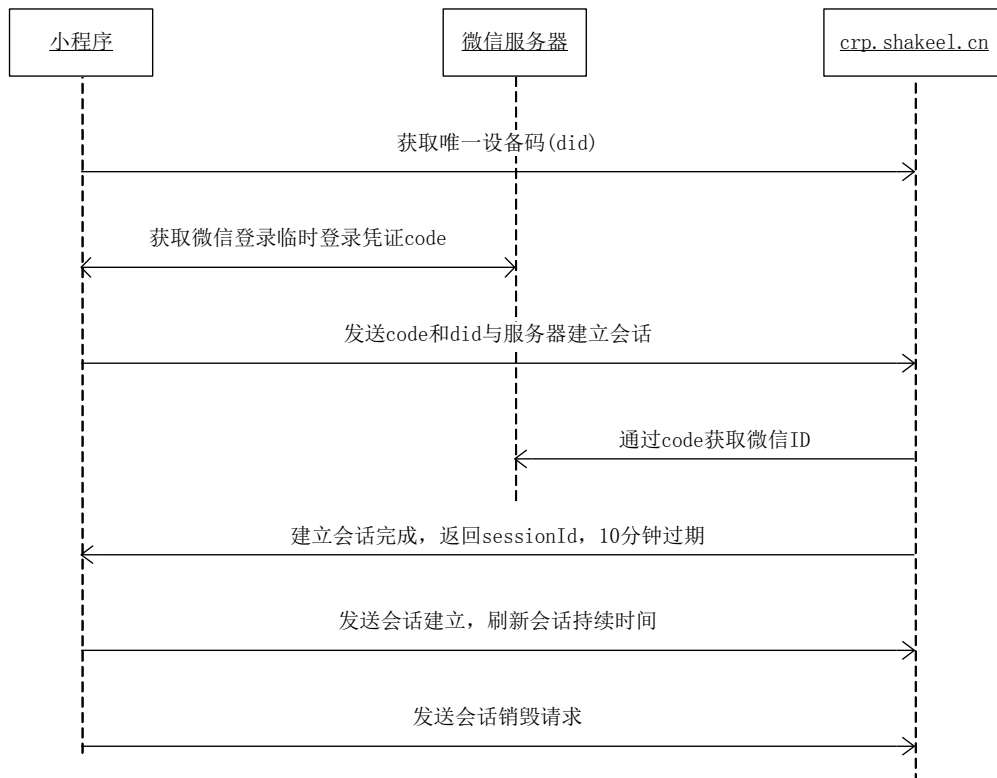 小程序
微信服务器
crp.shakeel.cn
获取唯一设备码(did)
获取微信登录临时登录凭证code
发送code和did与服务器建立会话
通过code获取微信ID
建立会话完成，返回sessionId，10分钟过期
发送会话建立，刷新会话持续时间
发送会话销毁请求